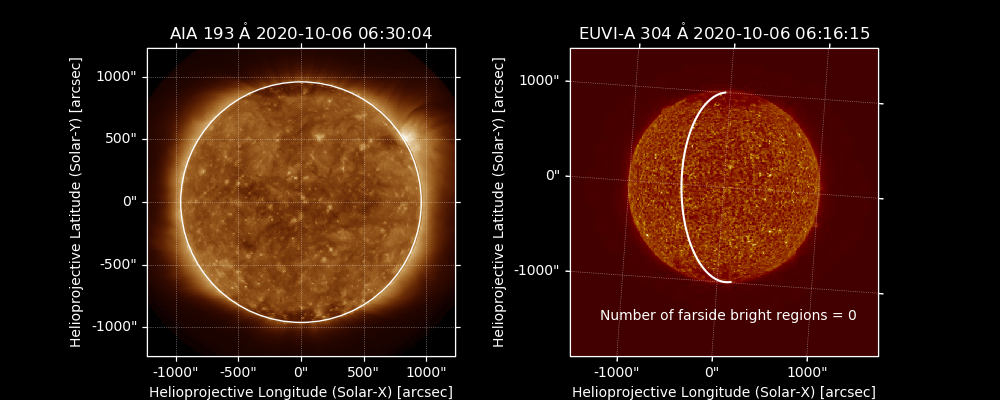 AIA 193 Å 2020-10-06 06:30:04
Helioprojective Latitude (Solar-Y) [arcsec]
1000"
500"
0"
-500"
-1000"
-1000" -500" 0" 500" 1000"
Helioprojective Longitude (Solar-X) [arcsec]
EUVI-A 304 Å 2020-10-06 06:16:15
Helioprojective Latitude (Solar-Y) [arcsec]
1000"
0"
-1000"
Number of farside bright regions = 0
-1000" 0" 1000"
Helioprojective Longitude (Solar-X) [arcsec]